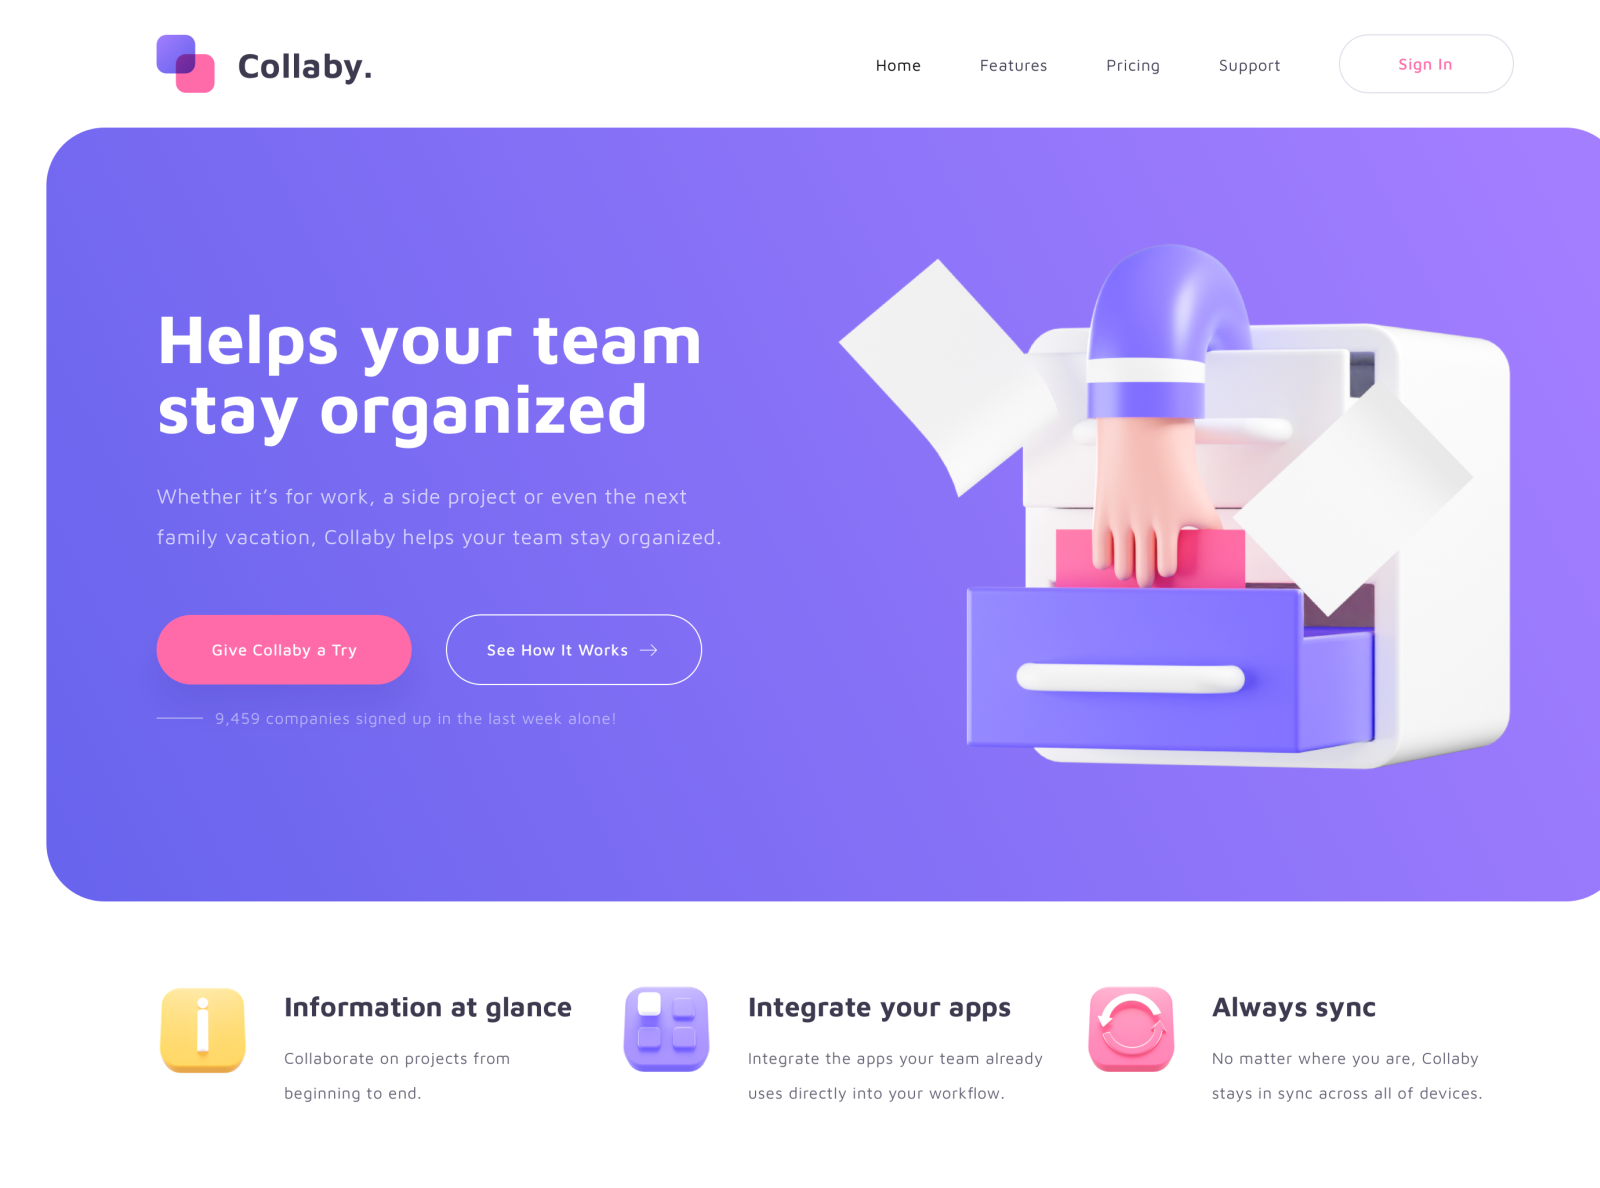 Collaby.
Home
Features
Pricing
Support
Sign In
Helps your team
stay organized
Whether it’s for work, a side project or even the next
family vacation, Collaby helps your team stay organized.
Give Collaby a Try
See How It Works
9,459 companies signed up in the last week alone!
Information at glance
Collaborate on projects from
beginning to end.
Integrate your apps
Integrate the apps your team already
uses directly into your workflow.
Always sync
No matter where you are, Collaby
stays in sync across all of devices.